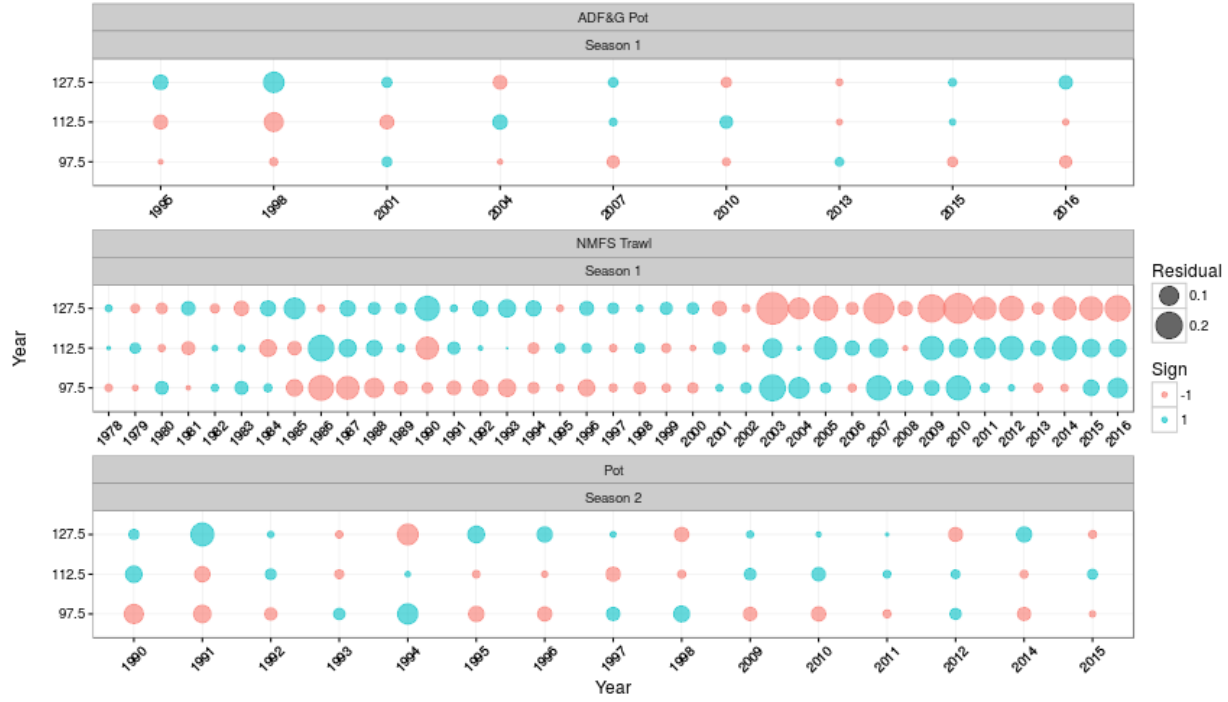 ADF&G Pot
Season 1
127.5
112.5
97.5
1995 1998 2001 2004 2007 2010 2013 2015 2016
NMFS Trawl
Season 1
127.5
112.5
97.5
1978 1979 1980 1981 1982 1983 1984 1985 1986 1987 1988 1989 1990 1991 1992 1993 1994 1995 1996 1997 1998 1999 2000 2001 2002 2003 2004 2005 2006 2007 2008 2009 2010 2011 2012 2013 2014 2015 2016
Pot
Season 2
127.5
112.5
97.5
1990 1991 1992 1993 1994 1995 1996 1997 1998 2009 2010 2011 2012 2014 2015
Year
Year
Residual
0.1
0.2
Sign
-1
1